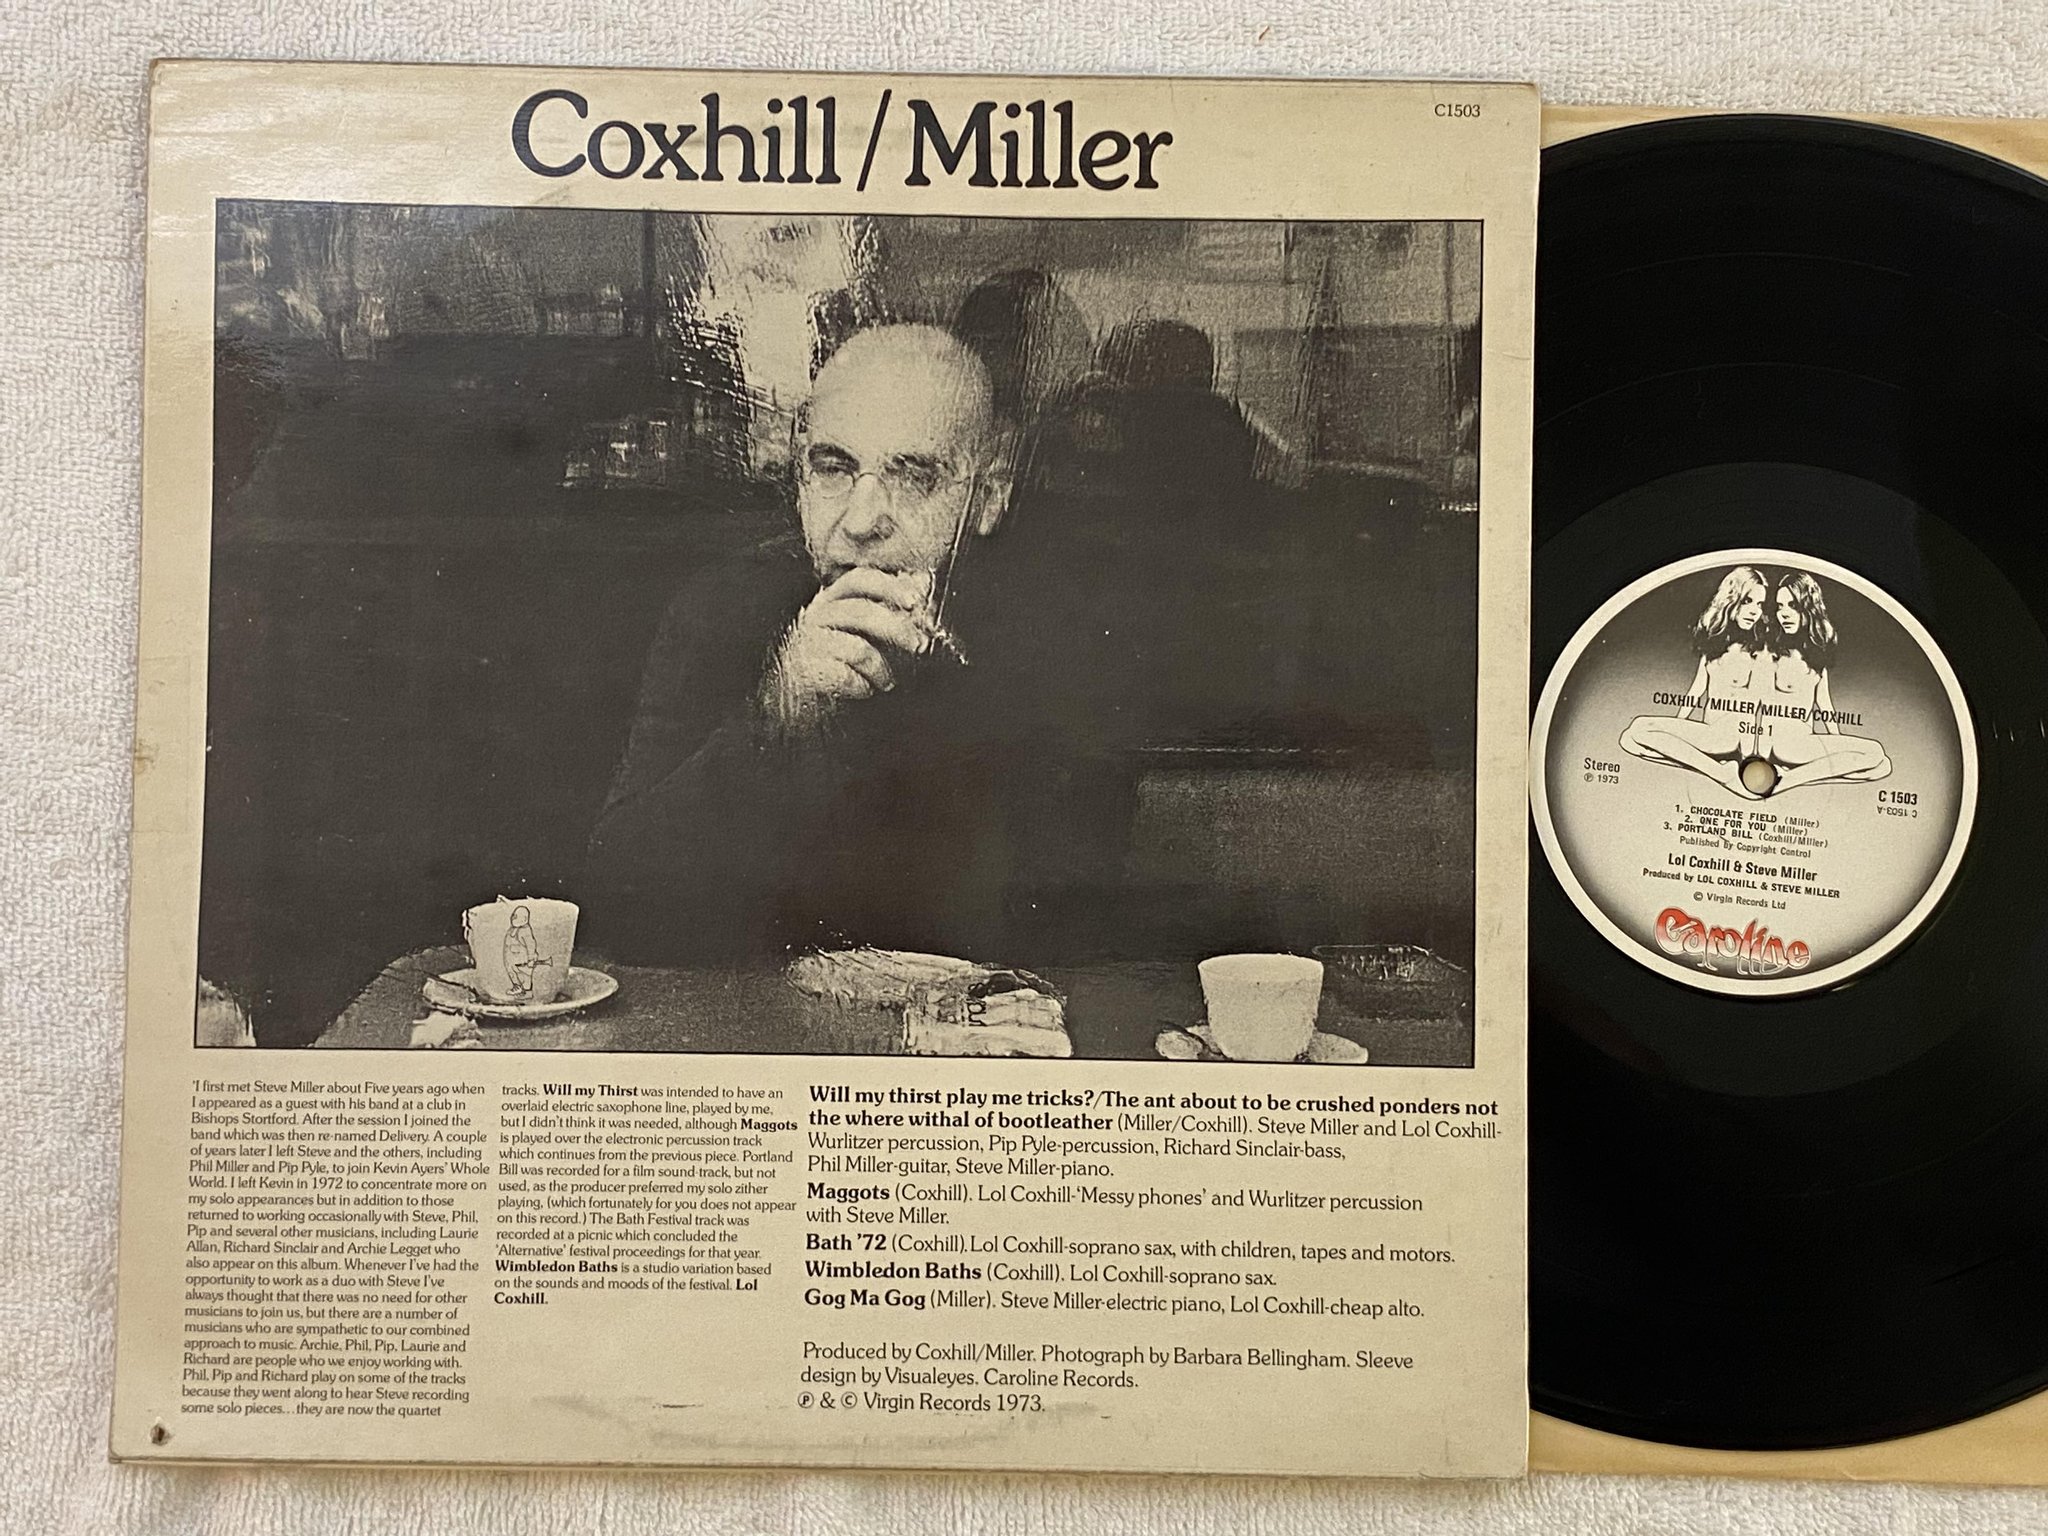 Coxhill/Miller
C1503
'I first met Steve Miller about Five years ago when
I appeared as a guest with his band at a club in
Bishops Stortford. After the session I joined the
band which was then re-named Delivery. A couple
of years later I left Steve and the others, including
Phil Miller and Pip Pyle, to join Kevin Ayers' Whole
World. I left Kevin in 1972 to concentrate more on
my solo appearances but in addition to those
returned to working occasionally with Steve, Phil,
Pip and several other musicians, including Laurie
Allan, Richard Sinclair and Archie Legget who
also appear on this album. Whenever I've had the
opportunity to work as a duo with Steve I've
always thought that there was no need for other
musicians to join us, but there are a number of
musicians who are sympathetic to our combined
approach to music. Archie, Phil, Pip, Laurie and
Richard are people who we enjoy working with.
Phil, Pip and Richard play on some of the tracks
because they went along to hear Steve recording
some solo pieces...they are now the quartet
tracks. Will my Thirst was intended to have an
overlaid electric saxophone line, played by me,
but I didn't think it was needed, although Maggots
is played over the electronic percussion track
which continues from the previous piece. Portland
Bill was recorded for a film sound-track, but not
used, as the producer preferred my solo zither
playing, (which fortunately for you does not appear
on this record.) The Bath Festival track was
recorded at a picnic which concluded the
'Alternative' festival proceedings for that year.
Wimbledon Baths is a studio variation based
on the sounds and moods of the festival. Lol
Coxhill.
Will my thirst play me tricks?/The ant about to be crushed ponders not
the where withal of bootleather (Miller/Coxhill). Steve Miller and Lol Coxhill-
Wurlitzer percussion, Pip Pyle-percussion, Richard Sinclair-bass,
Phil Miller-guitar, Steve Miller-piano.
Maggots (Coxhill). Lol Coxhill-'Messy phones' and Wurlitzer percussion
with Steve Miller.
Bath '72 (Coxhill). Lol Coxhill-soprano sax, with children, tapes and motors.
Wimbledon Baths (Coxhill). Lol Coxhill-soprano sax.
Gog Ma Gog (Miller). Steve Miller-electric piano, Lol Coxhill-cheap alto.
Produced by Coxhill/Miller. Photograph by Barbara Bellingham. Sleeve
design by Visualeyes. Caroline Records.
℗ & © Virgin Records 1973.
COXHILL/MILLER/MILLER/COXHILL
Side 1
Stereo
℗ 1973
C 1503
C 1503-A
1. CHOCOLATE FIELD (Miller)
2. ONE FOR YOU (Miller)
3. PORTLAND BILL (Coxhill/Miller)
Published by Copyright Control
Lol Coxhill & Steve Miller
Produced by LOL COXHILL & STEVE MILLER
© Virgin Records Ltd
Caroline